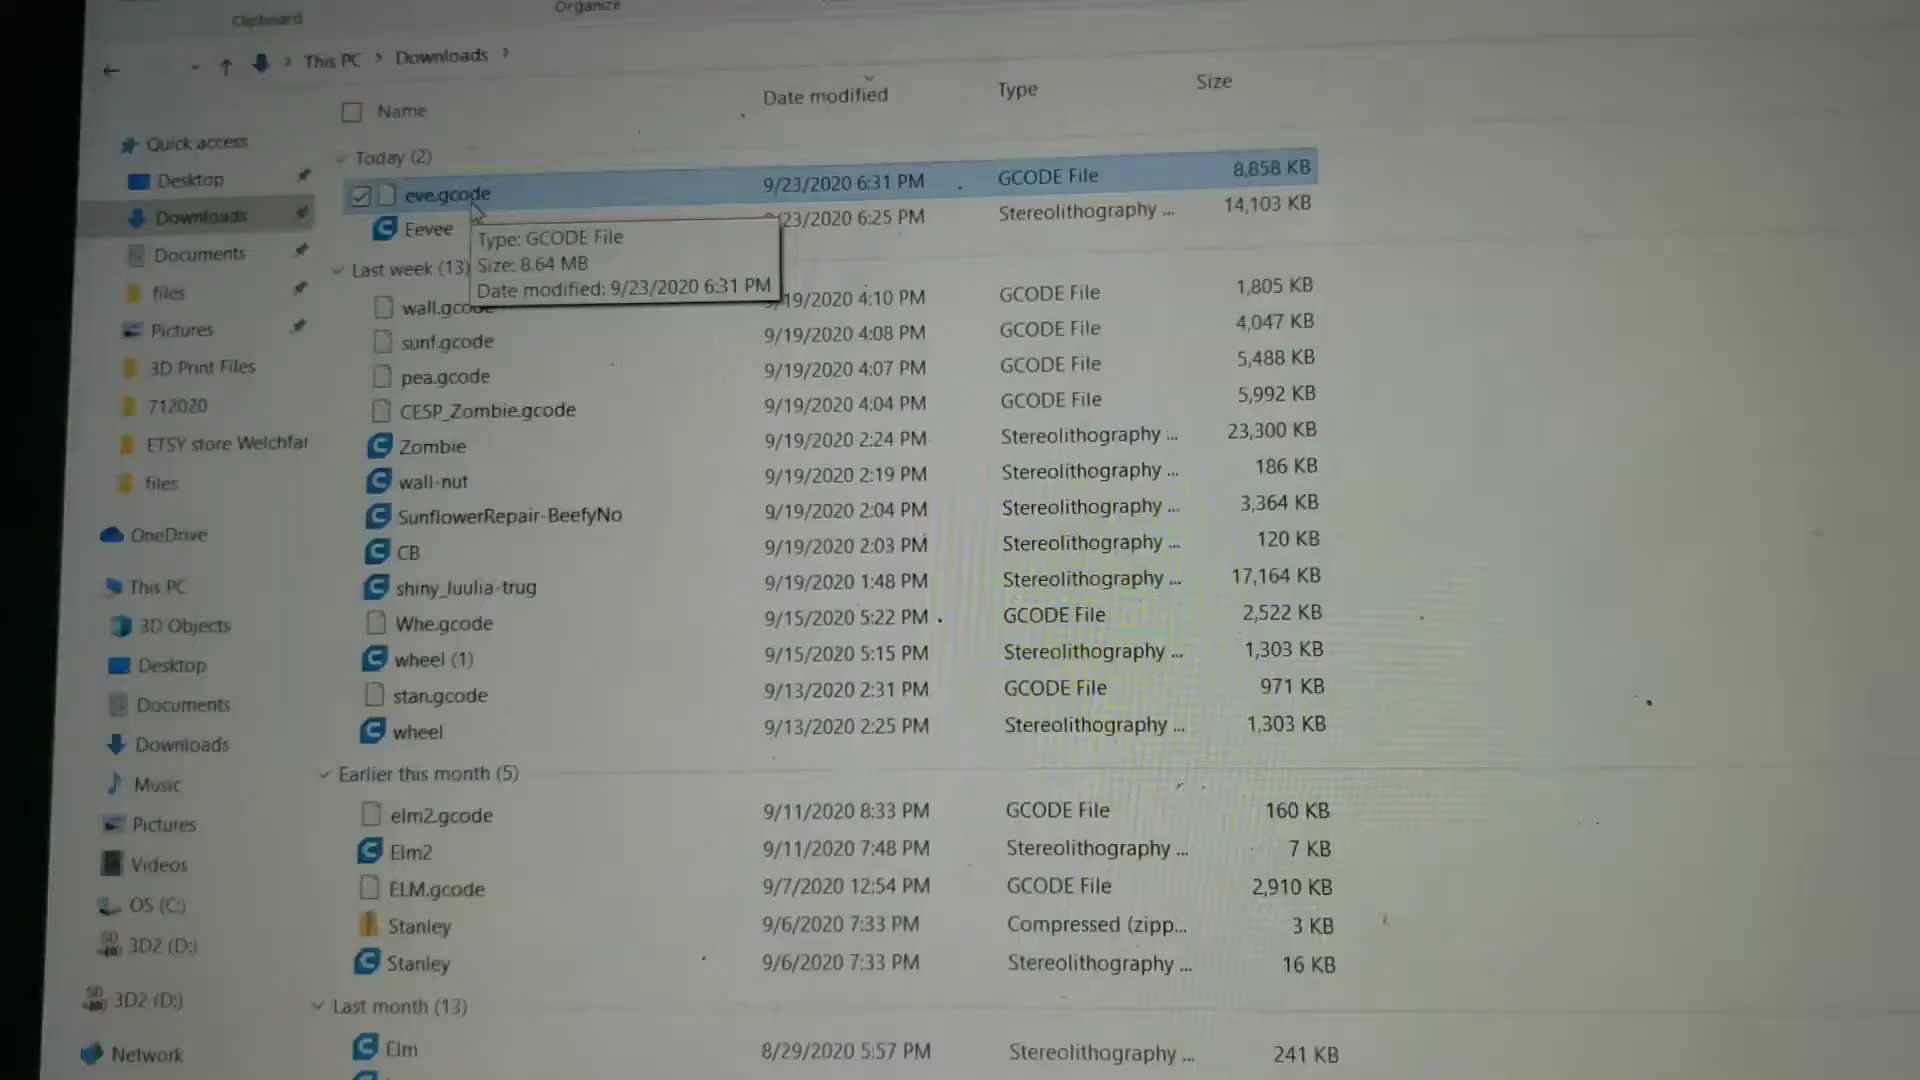 Clipboard
Organize
This PC > Downloads >
Name Date modified Type Size
Quick access
Desktop
Downloads
Documents
files
Pictures
3D Print Files
712020
ETSY store Welchfar
files
OneDrive
This PC
3D Objects
Desktop
Documents
Downloads
Music
Pictures
Videos
OS (C:)
3D2 (D:)
3D2 (D:)
Network
Today (2)
eve.gcode 9/23/2020 6:31 PM GCODE File 8,858 KB
Eevee /23/2020 6:25 PM Stereolithography ... 14,103 KB
Type: GCODE File
Size: 8.64 MB
Date modified: 9/23/2020 6:31 PM
Last week (13)
wall.gcode /19/2020 4:10 PM GCODE File 1,805 KB
sunf.gcode 9/19/2020 4:08 PM GCODE File 4,047 KB
pea.gcode 9/19/2020 4:07 PM GCODE File 5,488 KB
CE5P_Zombie.gcode 9/19/2020 4:04 PM GCODE File 5,992 KB
Zombie 9/19/2020 2:24 PM Stereolithography ... 23,300 KB
wall-nut 9/19/2020 2:19 PM Stereolithography ... 186 KB
SunflowerRepair-BeefyNo 9/19/2020 2:04 PM Stereolithography ... 3,364 KB
CB 9/19/2020 2:03 PM Stereolithography ... 120 KB
shiny_luulia-trug 9/19/2020 1:48 PM Stereolithography ... 17,164 KB
Whe.gcode 9/15/2020 5:22 PM GCODE File 2,522 KB
wheel (1) 9/15/2020 5:15 PM Stereolithography ... 1,303 KB
stan.gcode 9/13/2020 2:31 PM GCODE File 971 KB
wheel 9/13/2020 2:25 PM Stereolithography ... 1,303 KB
Earlier this month (5)
elm2.gcode 9/11/2020 8:33 PM GCODE File 160 KB
Elm2 9/11/2020 7:48 PM Stereolithography ... 7 KB
ELM.gcode 9/7/2020 12:54 PM GCODE File 2,910 KB
Stanley 9/6/2020 7:33 PM Compressed (zipp... 3 KB
Stanley 9/6/2020 7:33 PM Stereolithography ... 16 KB
Last month (13)
Elm 8/29/2020 5:57 PM Stereolithography ... 241 KB